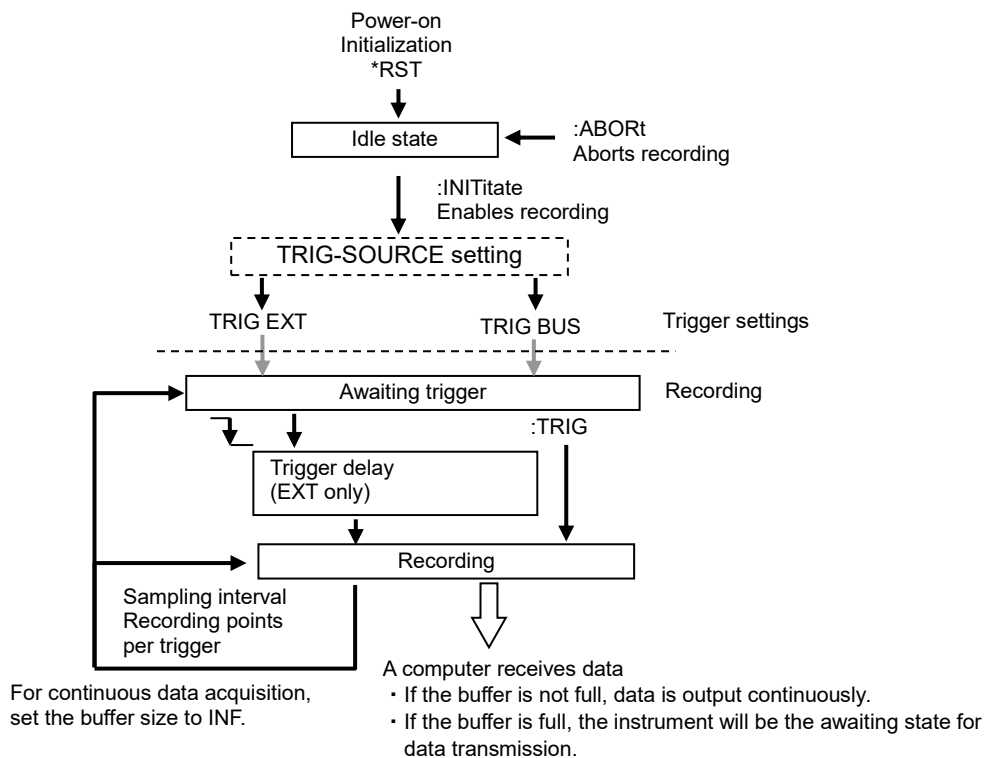 Power-on
Initialization
*RST
Idle state
:ABORt
Aborts recording
:INITitate
Enables recording
TRIG-SOURCE setting
TRIG EXT
TRIG BUS
Trigger settings
Awaiting trigger
Recording
:TRIG
Trigger delay
(EXT only)
Recording
Sampling interval
Recording points
per trigger
For continuous data acquisition,
set the buffer size to INF.
A computer receives data
・If the buffer is not full, data is output continuously.
・If the buffer is full, the instrument will be the awaiting state for
data transmission.